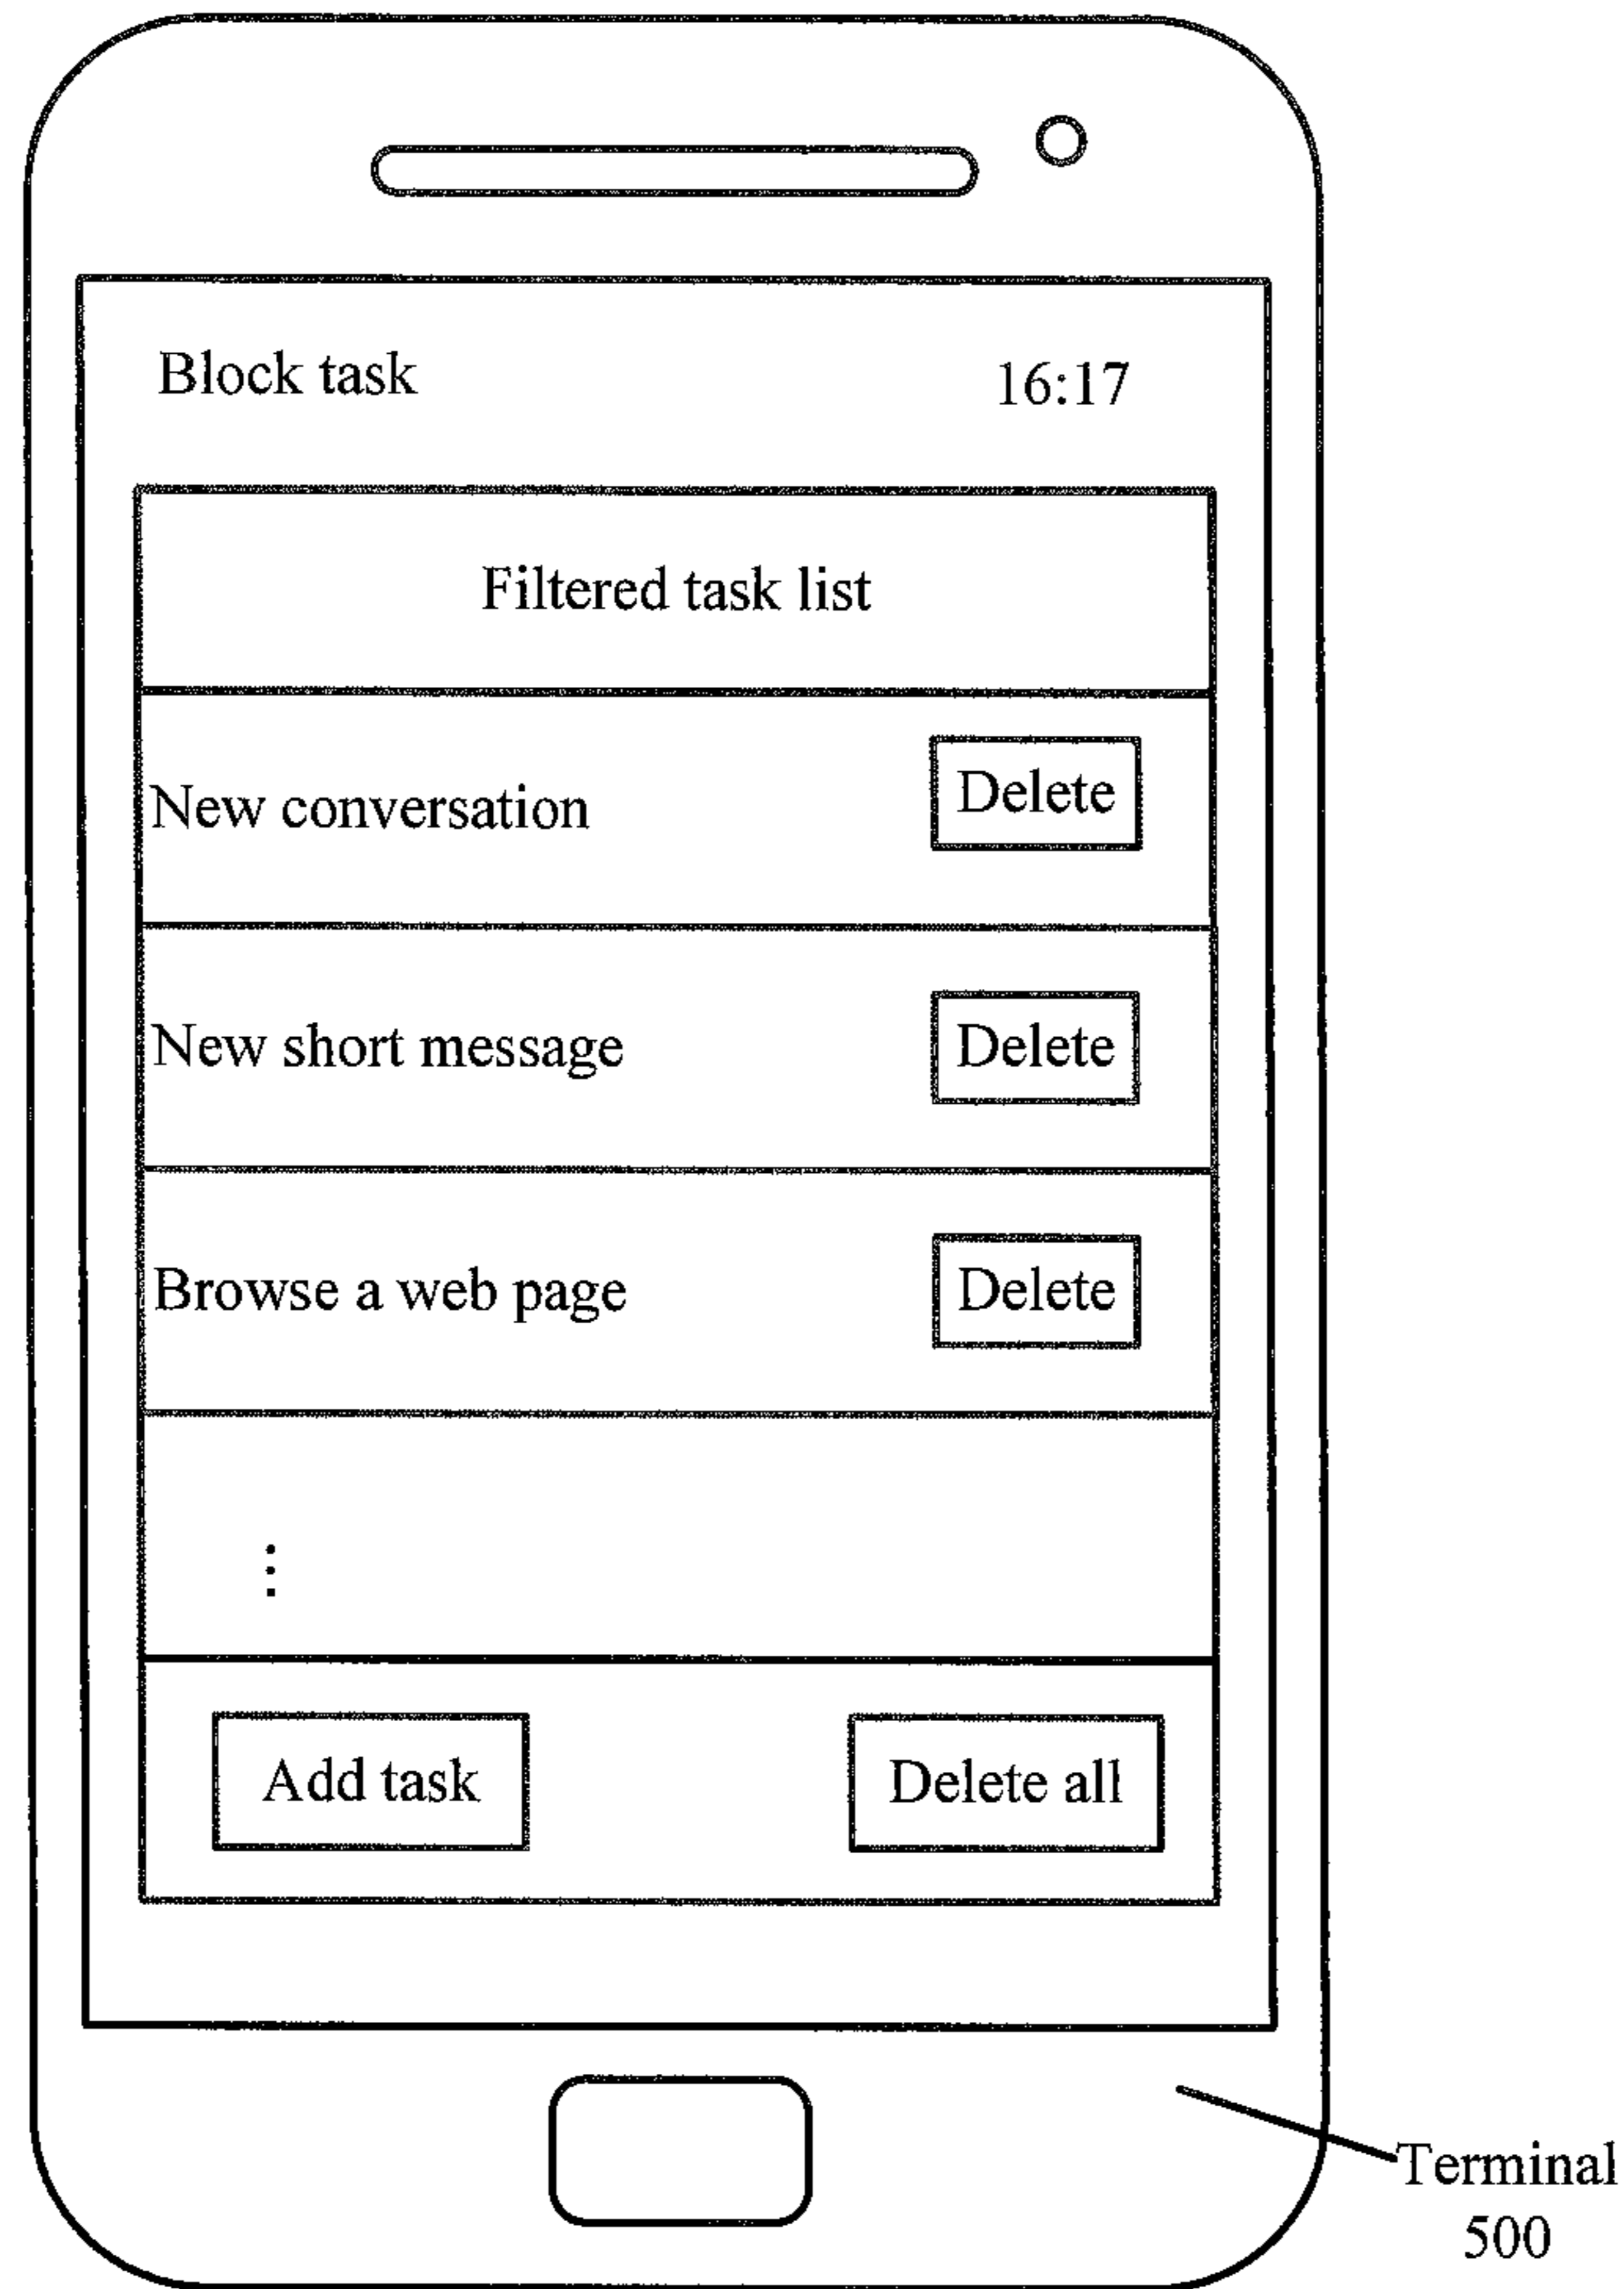 Block task 16:17
Filtered task list
New conversation Delete
New short message Delete
Browse a web page Delete
⋮
Add task Delete all
Terminal
500